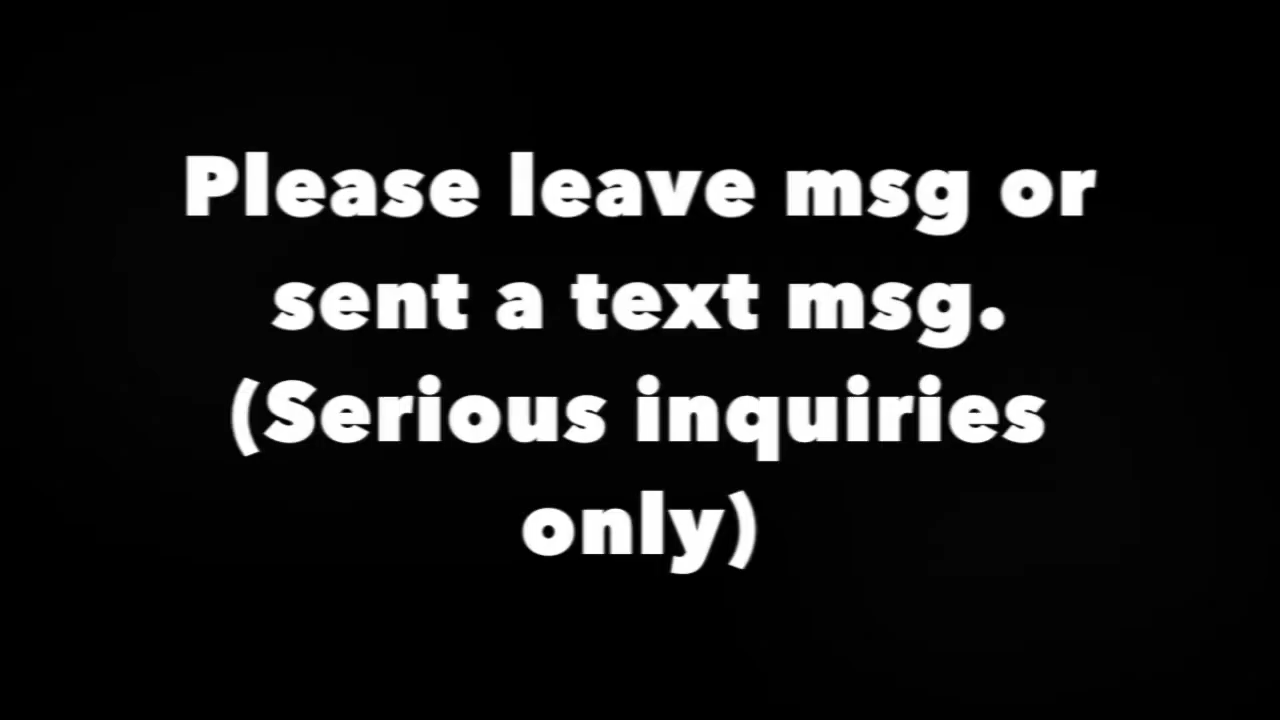 Please leave msg or
sent a text msg.
(Serious inquiries
only)